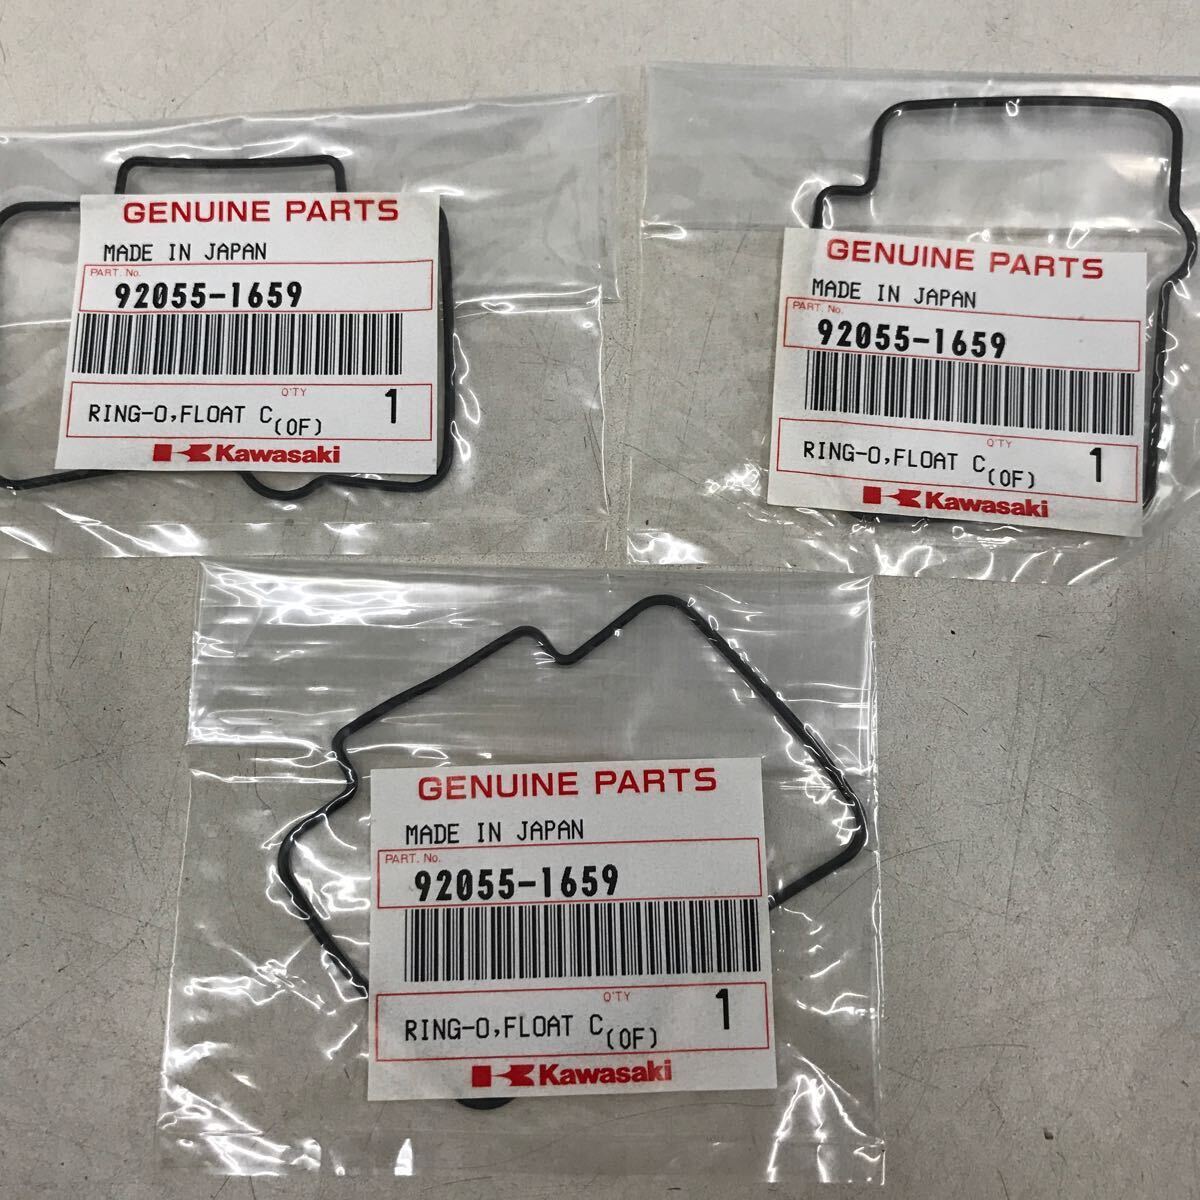 GENUINE PARTS
MADE IN JAPAN
PART. No.
92055-1659
Q'TY
RING-O,FLOAT C(OF) 1
Kawasaki
GENUINE PARTS
MADE IN JAPAN
PART. No.
92055-1659
Q'TY
RING-O,FLOAT C(OF) 1
Kawasaki
GENUINE PARTS
MADE IN JAPAN
PART. No.
92055-1659
Q'TY
RING-O,FLOAT C(OF) 1
Kawasaki